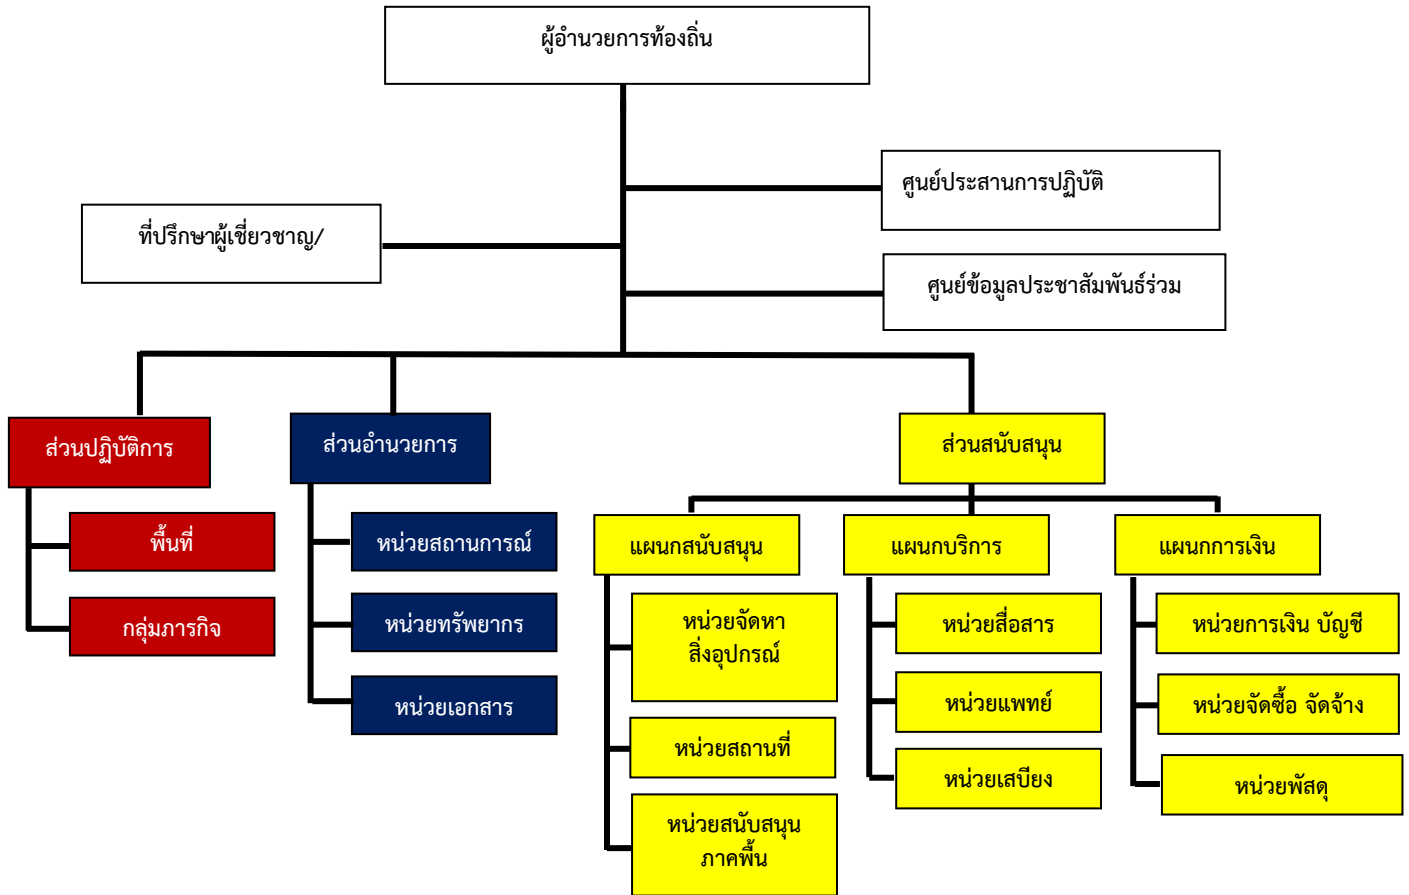 ผู้อำนวยการท้องถิ่น
ศูนย์ประสานการปฏิบัติ
ที่ปรึกษาผู้เชี่ยวชาญ/
ศูนย์ข้อมูลประชาสัมพันธ์ร่วม
ส่วนปฏิบัติการ
ส่วนอำนวยการ
ส่วนสนับสนุน
พื้นที่
กลุ่มภารกิจ
หน่วยสถานการณ์
หน่วยทรัพยากร
หน่วยเอกสาร
แผนกสนับสนุน
หน่วยจัดหา
สิ่งอุปกรณ์
หน่วยสถานที่
หน่วยสนับสนุน
ภาคพื้น
แผนกบริการ
หน่วยสื่อสาร
หน่วยแพทย์
หน่วยเสบียง
แผนกการเงิน
หน่วยการเงิน บัญชี
หน่วยจัดซื้อ จัดจ้าง
หน่วยพัสดุ